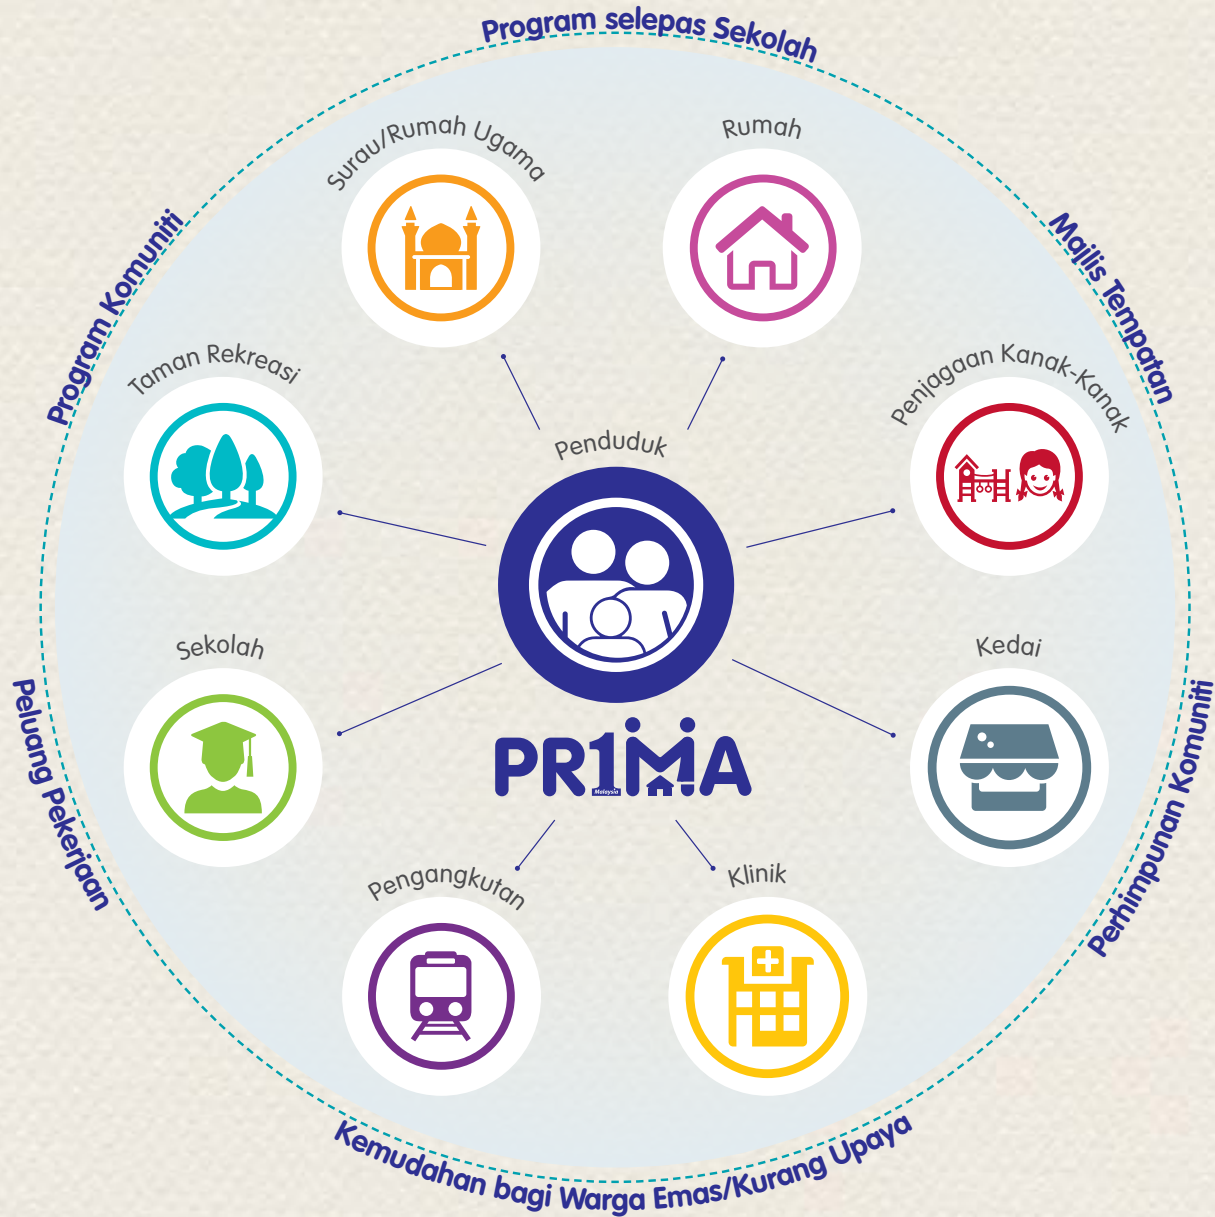 Program selepas Sekolah
Surau/Rumah Ugama
Rumah
Program Komuniti
Majlis Tempatan
Taman Rekreasi
Penjagaan Kanak-Kanak
Penduduk
Sekolah
Kedai
Peluang Pekerjaan
Perhimpunan Komuniti
PR1MA
Malaysia
Pengangkutan
Klinik
Kemudahan bagi Warga Emas/Kurang Upaya